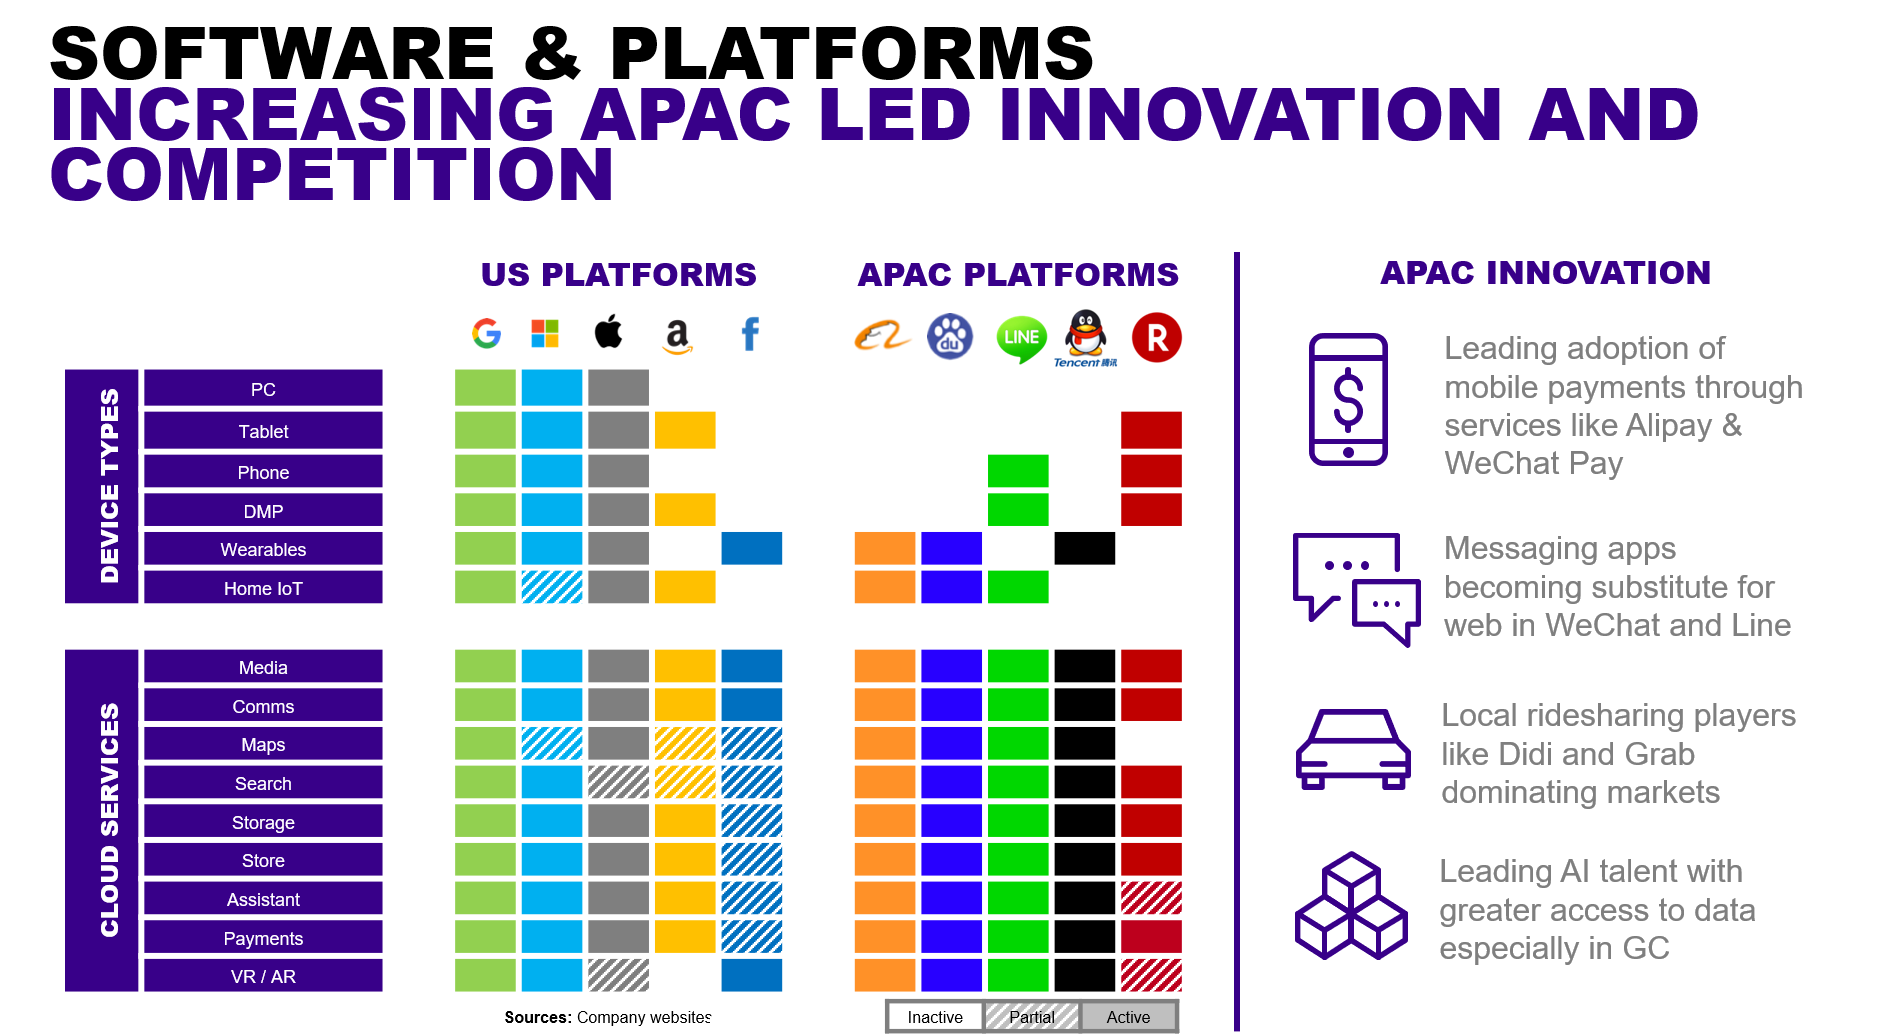 SOFTWARE & PLATFORMS
INCREASING APAC LED INNOVATION AND
COMPETITION
US PLATFORMS
APAC PLATFORMS
a
f
du
LINE
Tencent 腾讯
R
DEVICE TYPES
PC
Tablet
Phone
DMP
Wearables
Home IoT
CLOUD SERVICES
Media
Comms
Maps
Search
Storage
Store
Assistant
Payments
VR / AR
Sources: Company websites
Inactive
Partial
Active
APAC INNOVATION
Leading adoption of
mobile payments through
services like Alipay &
WeChat Pay
Messaging apps
becoming substitute for
web in WeChat and Line
Local ridesharing players
like Didi and Grab
dominating markets
Leading AI talent with
greater access to data
especially in GC